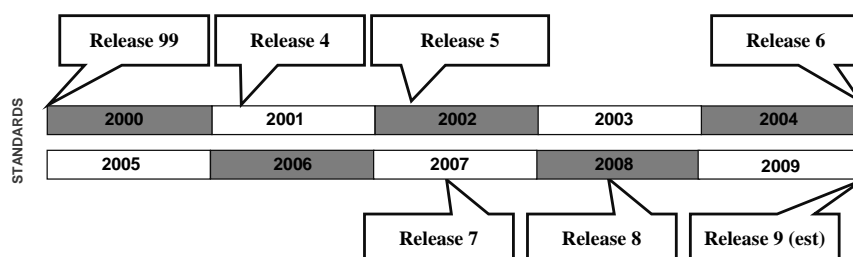 Release 99
Release 4
Release 5
Release 6
STANDARDS
2000
2001
2002
2003
2004
2005
2006
2007
2008
2009
Release 7
Release 8
Release 9 (est)